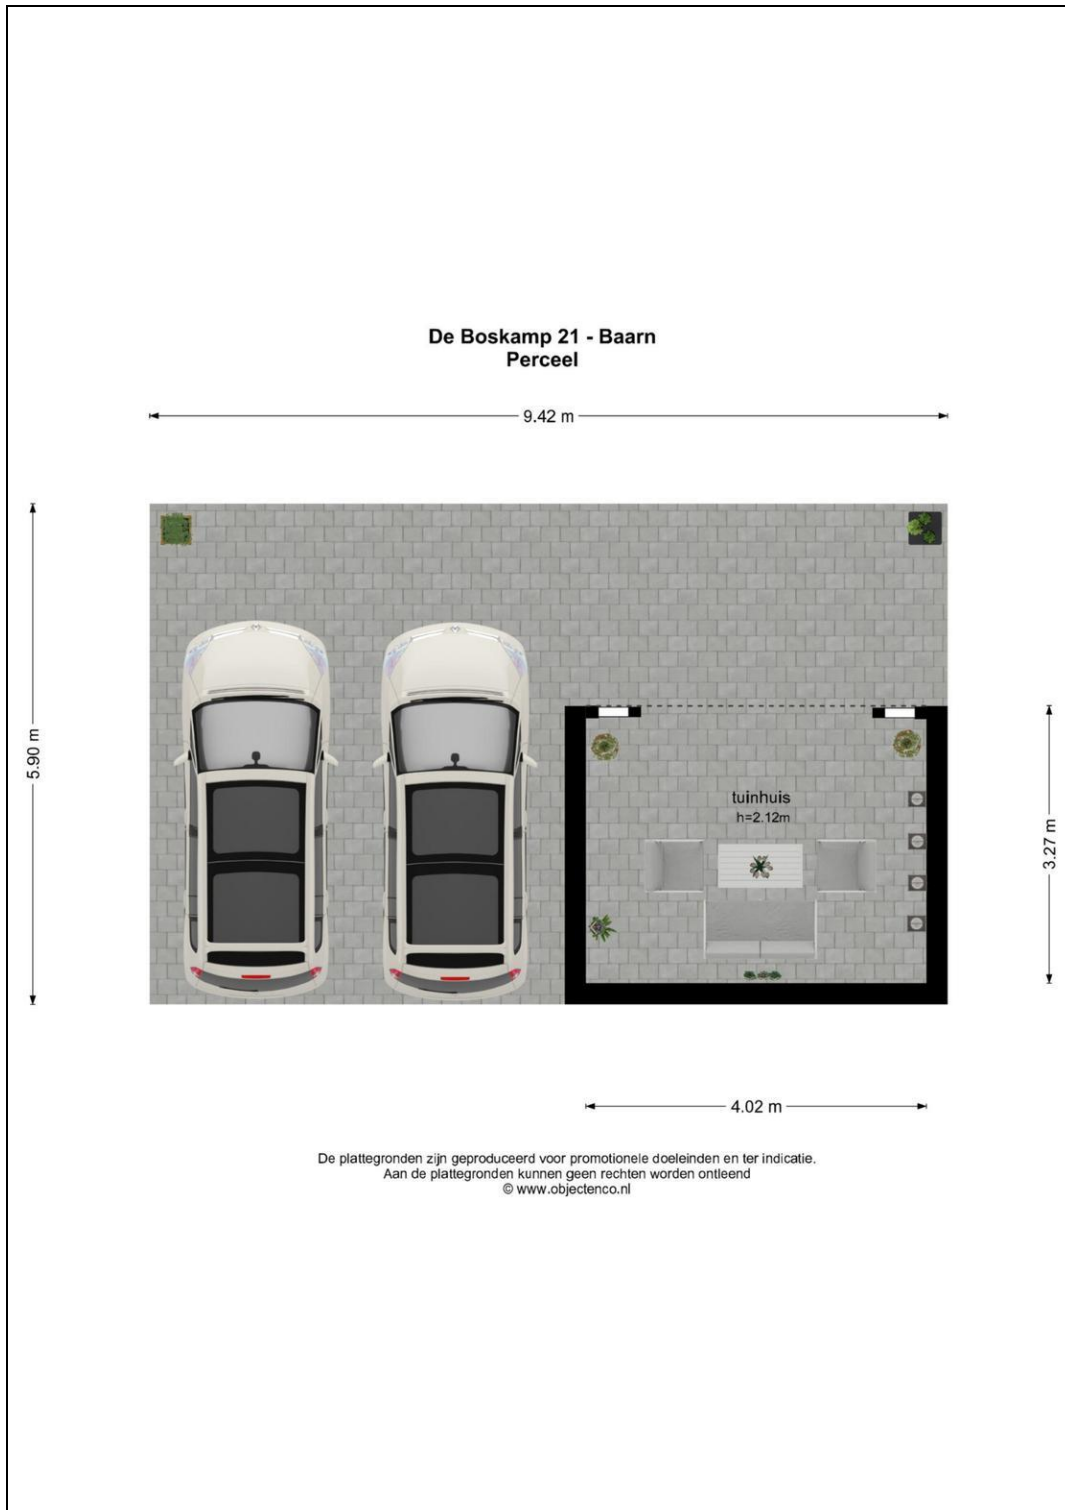 De Boskamp 21 - Baarn
Perceel
9.42 m
5.90 m
tuinhuis
h=2.12m
3.27 m
4.02 m
De plattegronden zijn geproduceerd voor promotionele doeleinden en ter indicatie.
Aan de plattegronden kunnen geen rechten worden ontleend
© www.objectenco.nl